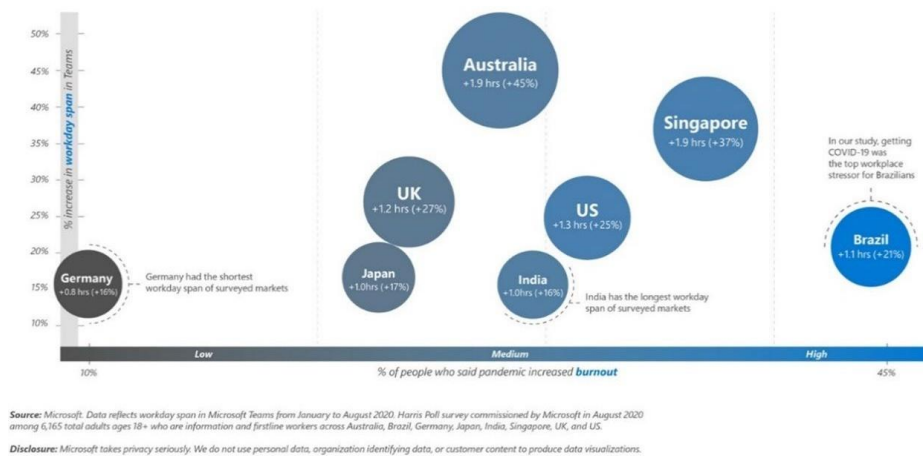 50%
45%
40%
35%
30%
25%
20%
15%
10%
% increase in workday span in Teams
Australia
+1.9 hrs (+45%)
Singapore
+1.9 hrs (+37%)
In our study, getting
COVID-19 was
the top workplace
stressor for Brazilians
UK
+1.2 hrs (+27%)
US
+1.3 hrs (+25%)
Brazil
+1.1 hrs (+21%)
Germany
+0.8 hrs (+16%)
Germany had the shortest
workday span of surveyed markets
Japan
+1.0hrs (+17%)
India
+1.0hrs (+16%)
India has the longest workday
span of surveyed markets
Low
Medium
High
10%
% of people who said pandemic increased burnout
45%
Source: Microsoft. Data reflects workday span in Microsoft Teams from January to August 2020. Harris Poll survey commissioned by Microsoft in August 2020
among 6,165 total adults ages 18+ who are information and firstline workers across Australia, Brazil, Germany, Japan, India, Singapore, UK, and US.
Disclosure: Microsoft takes privacy seriously. We do not use personal data, organization identifying data, or customer content to produce data visualizations.